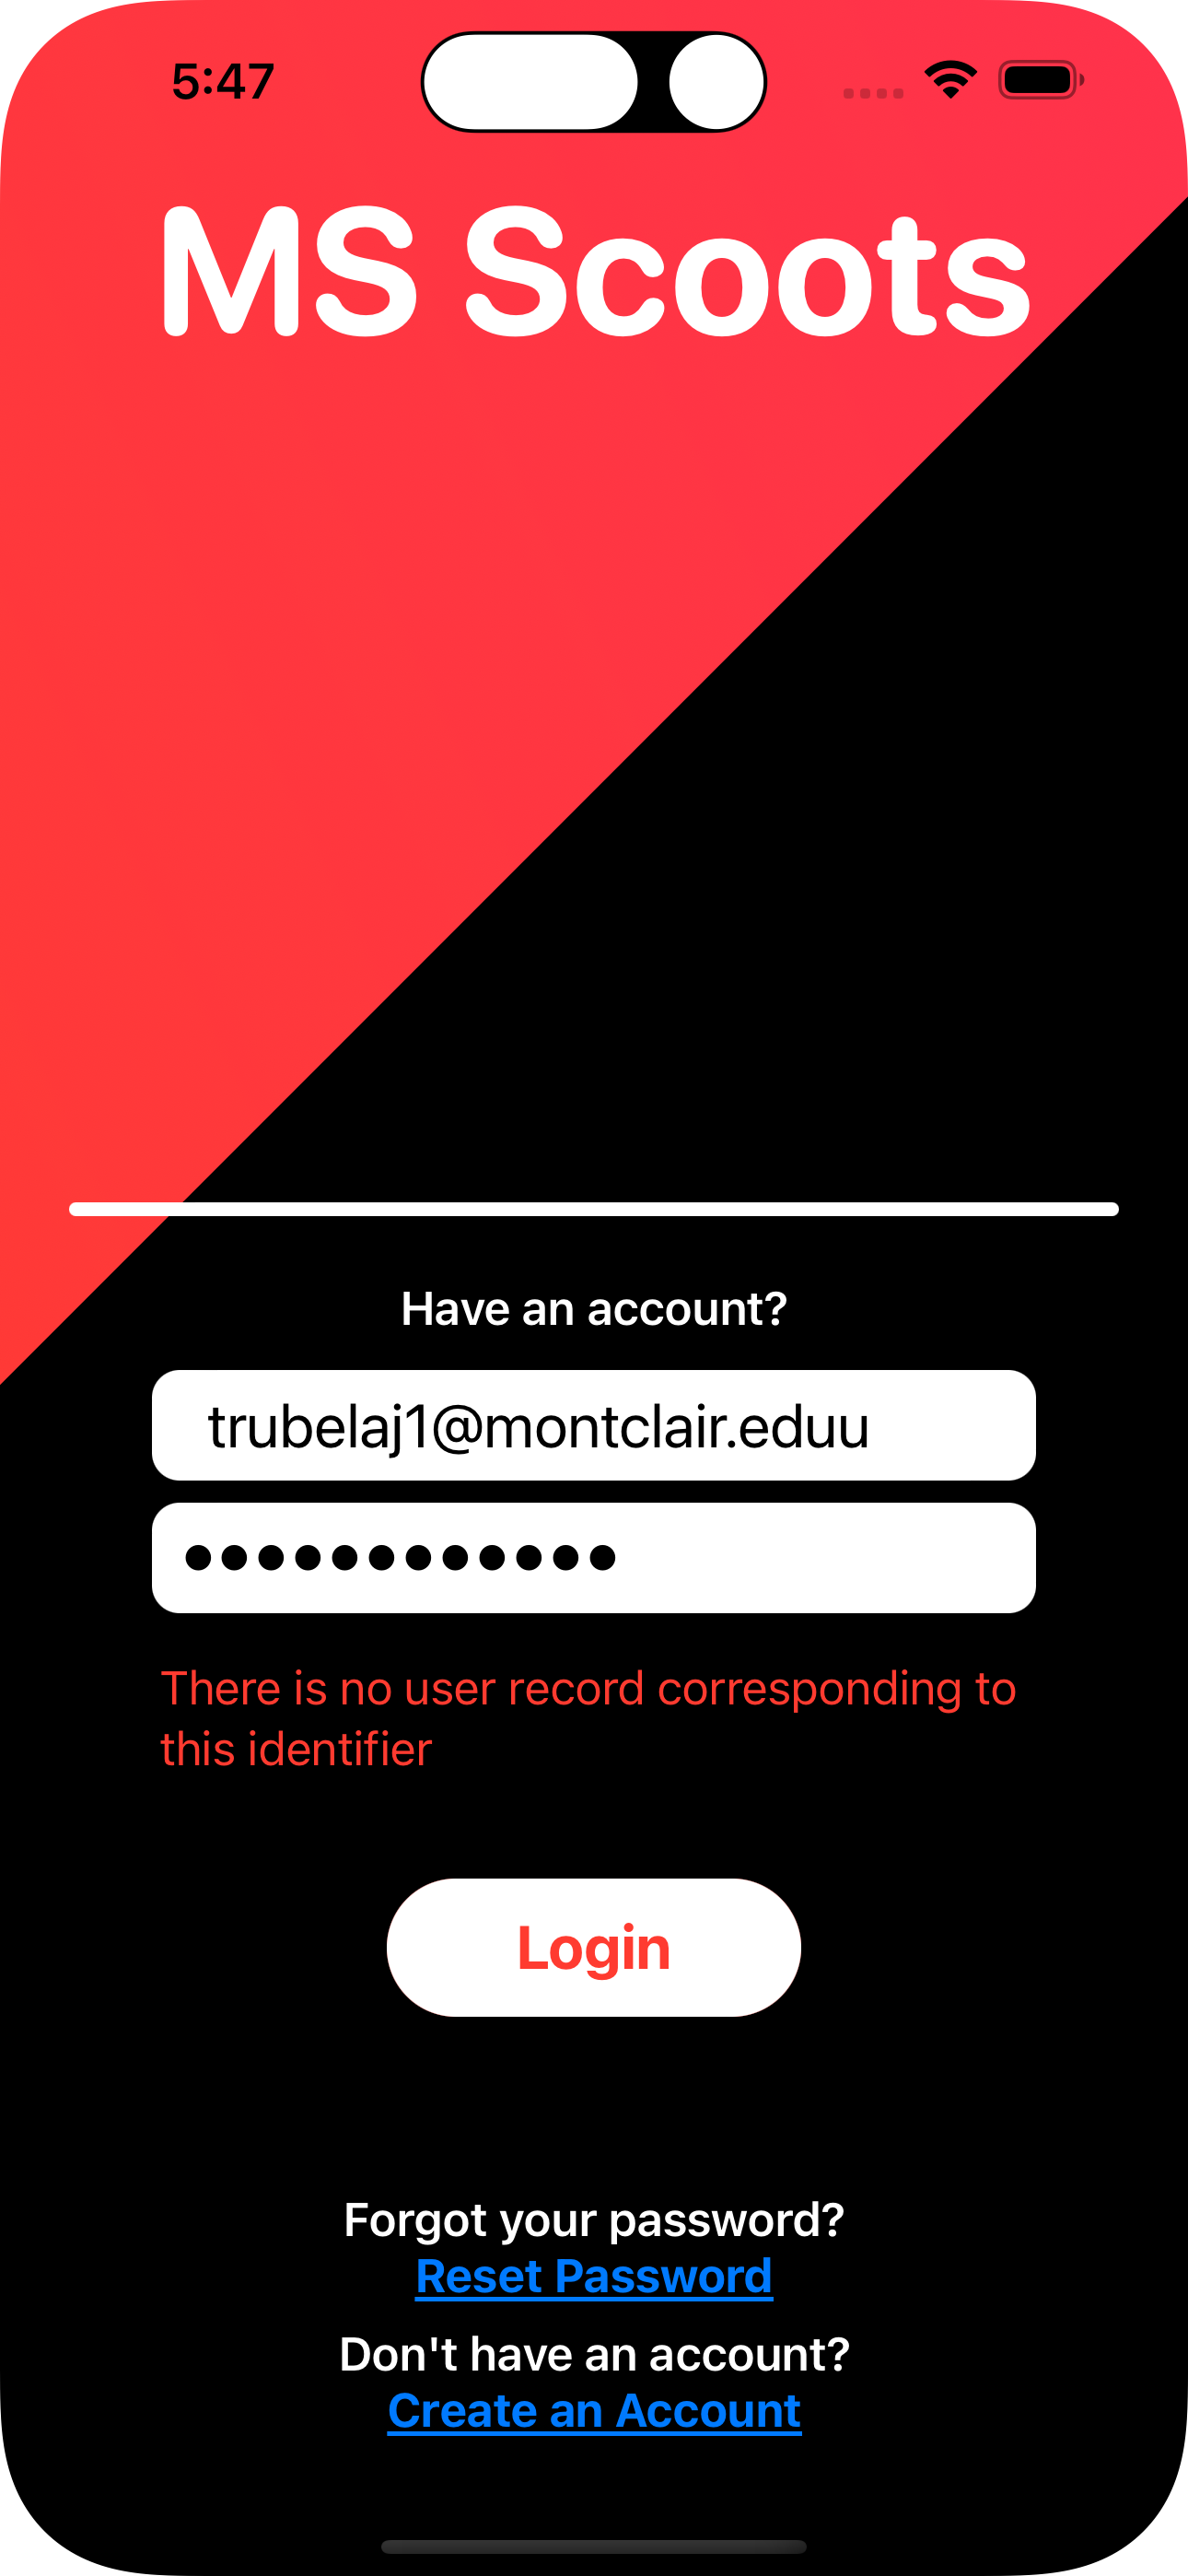 5:47
MS Scoots
Have an account?
trubelaj1@montclair.eduu
●●●●●●●●●●●●
There is no user record corresponding to
this identifier
Login
Forgot your password?
Reset Password
Don't have an account?
Create an Account